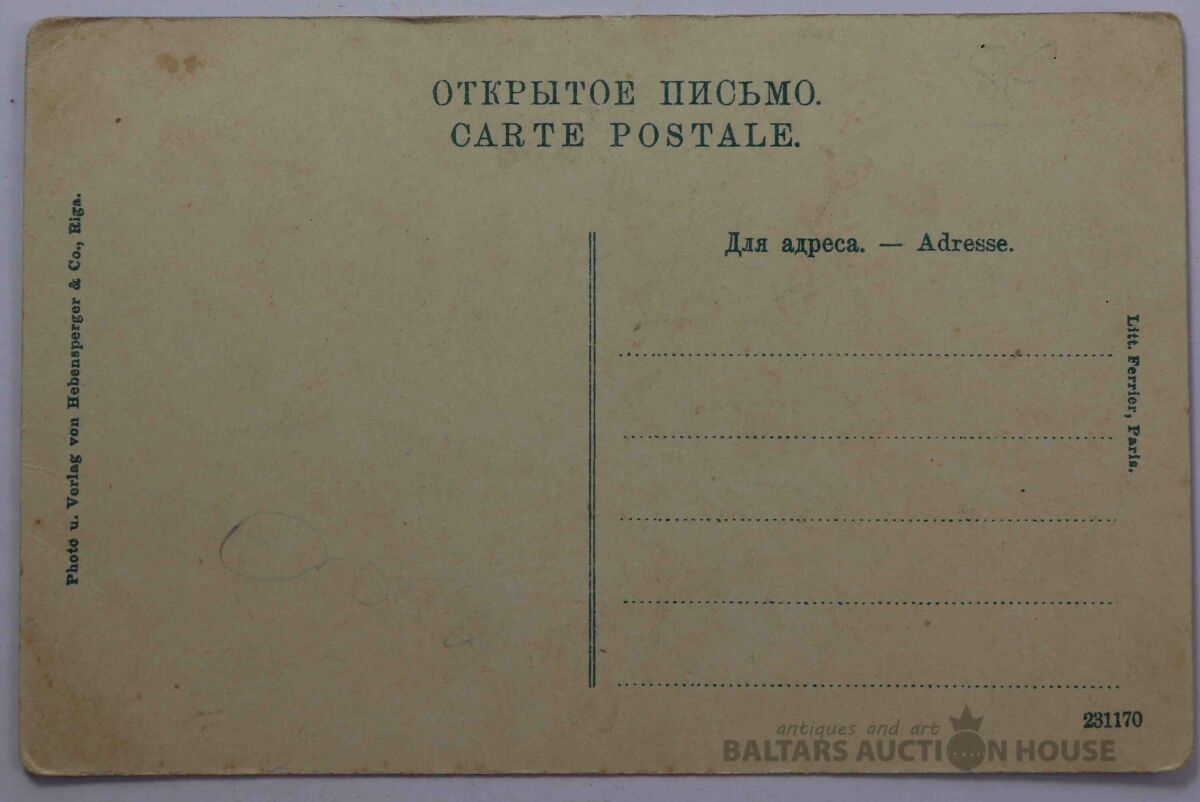 ОТКРЫТОЕ ПИСЬМО.
CARTE POSTALE.
Photo u. Verlag von Hebensperger & Co., Riga.
Для адреса. — Adresse.
Litt. Ferrier, Paris.
231170
antiques and art
BALTARS AUCTION HOUSE